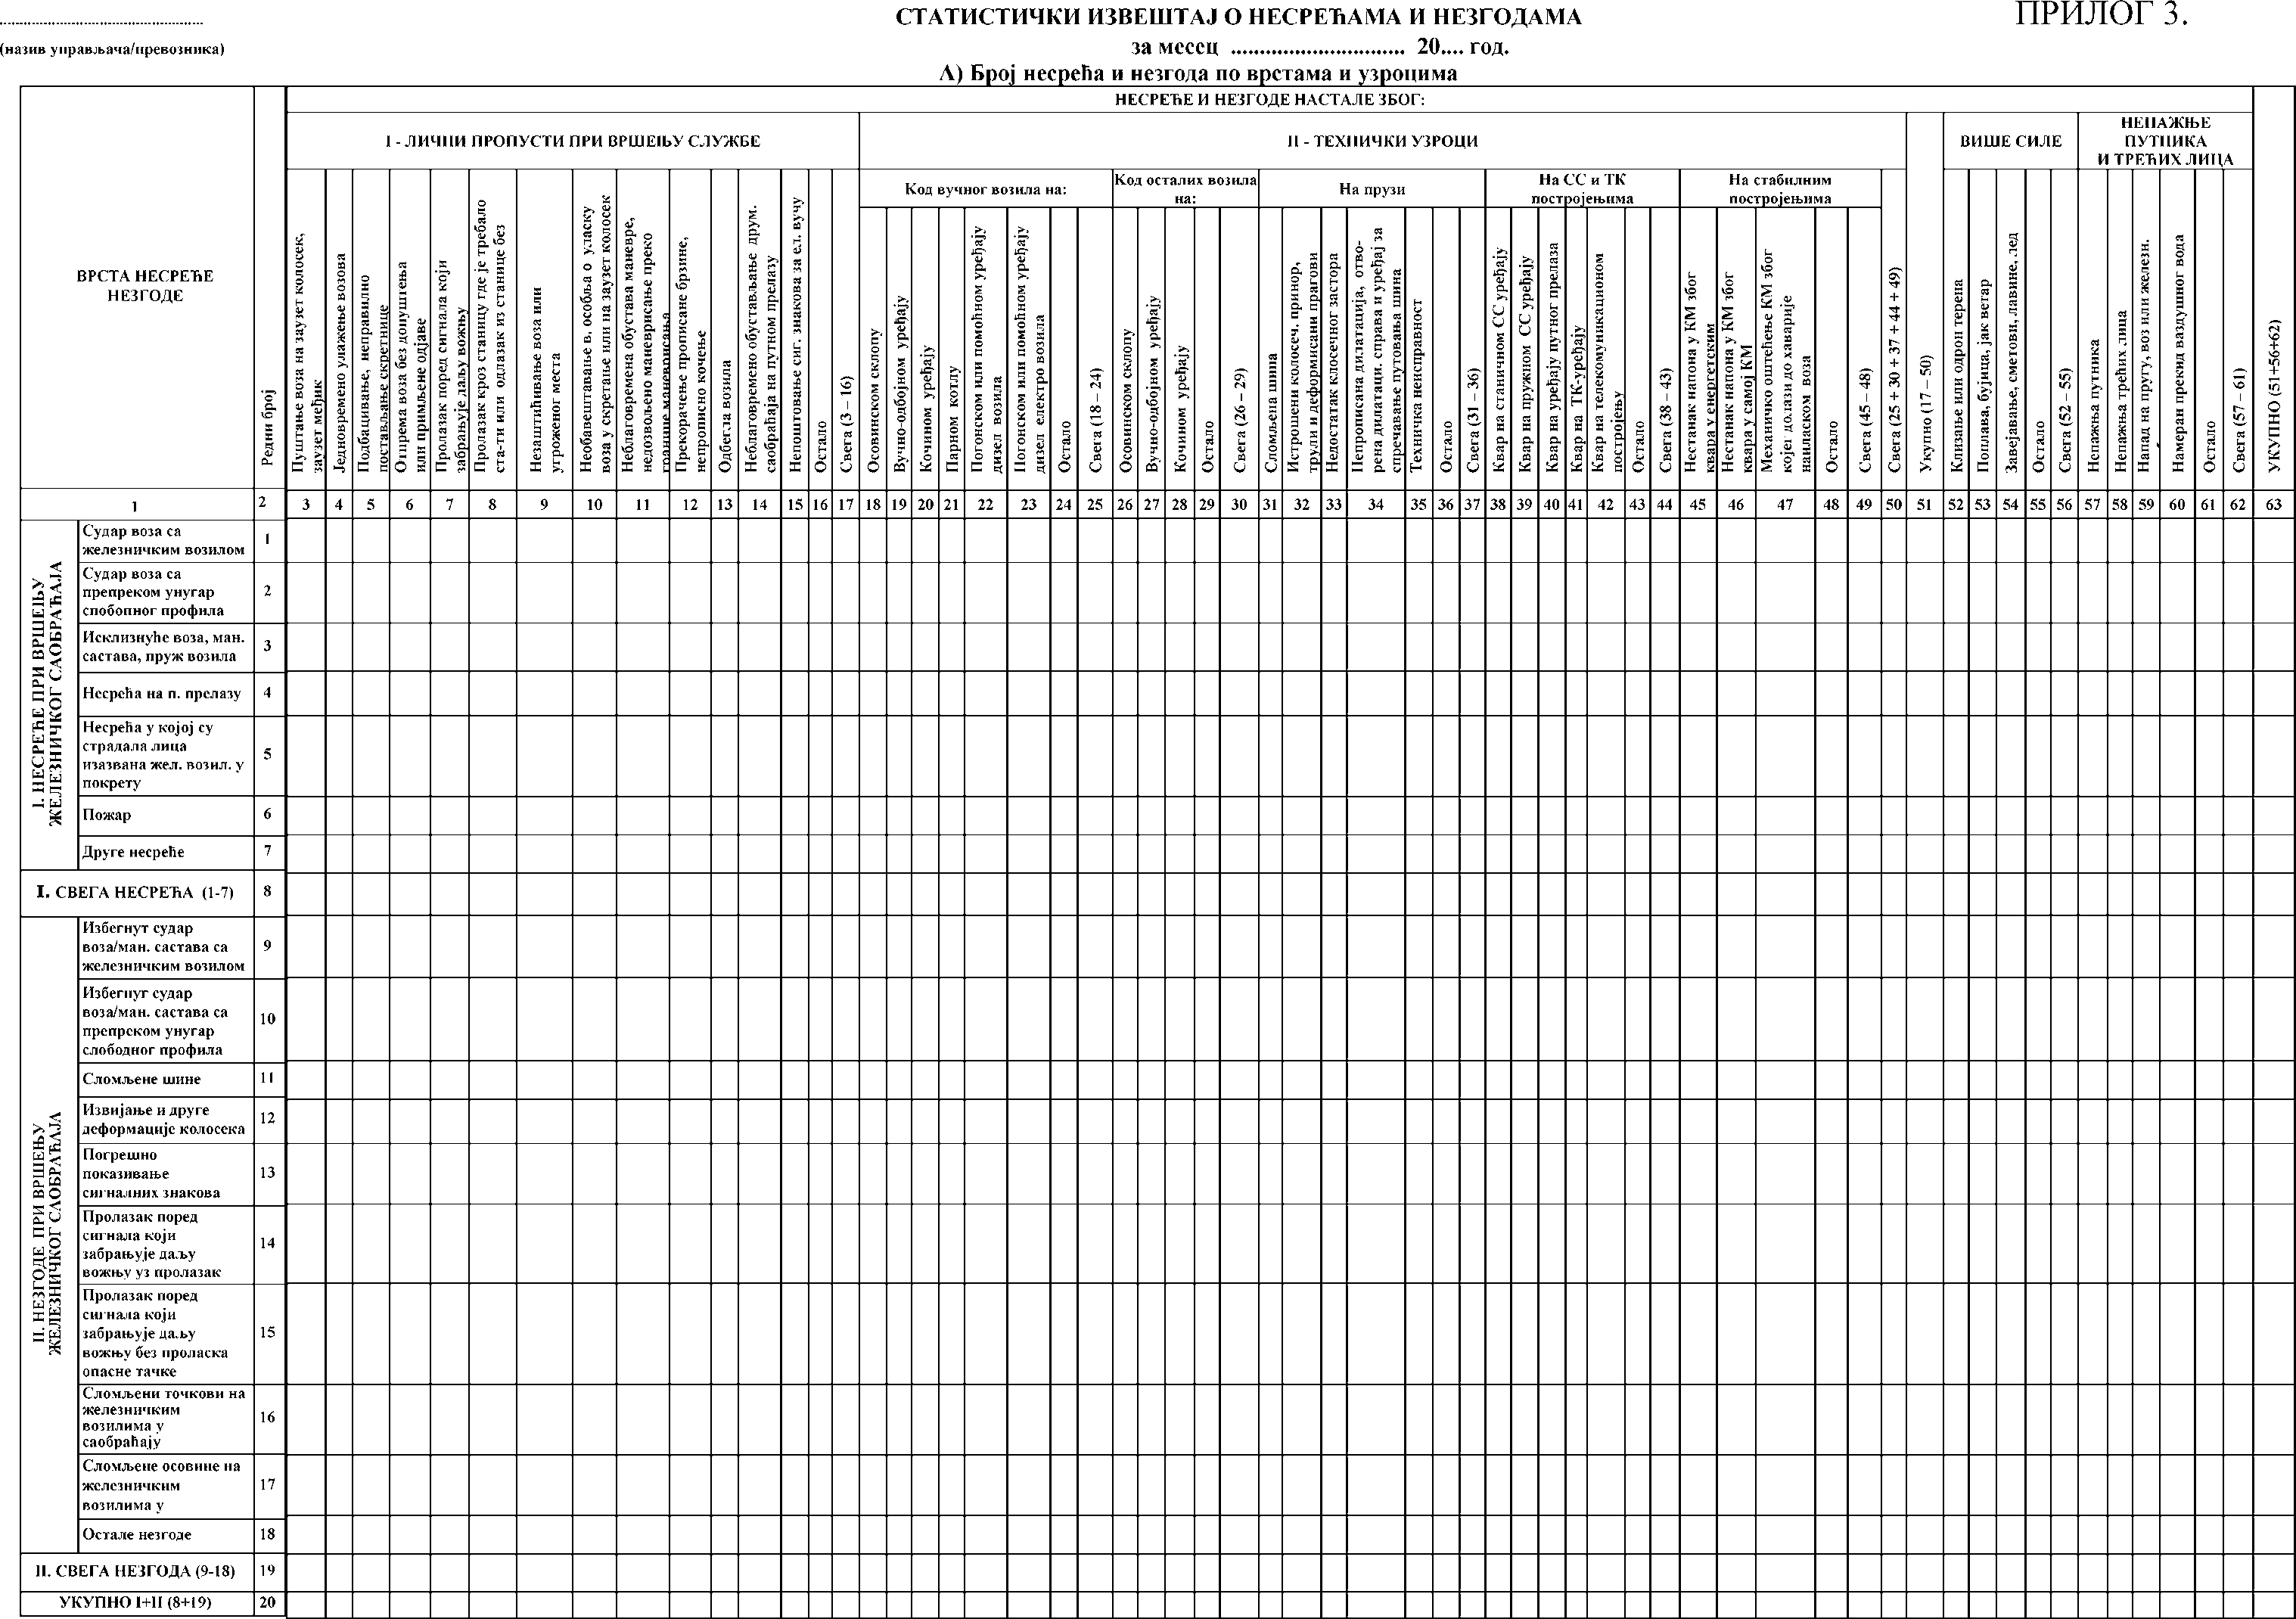 ПРИЛОГ 3.
СТАТИСТИЧКИ ИЗВЕШТАЈ О НЕСРЕЋАМА И НЕЗГОДАМА
за месец .............................. 20.... год.
(назив управљача/превозника)
А) Број несрећа и незгода по врстама и узроцима
ВРСТА НЕСРЕЋЕ
НЕЗГОДЕ
Редни број
НЕСРЕЋЕ И НЕЗГОДЕ НАСТАЛЕ ЗБОГ:
I - ЛИЧНИ ПРОПУСТИ ПРИ ВРШЕЊУ СЛУЖБЕ
II - ТЕХНИЧКИ УЗРОЦИ
ВИШЕ СИЛЕ
НЕПАЖЊЕ
ПУТНИКА
И ТРЕЋИХ ЛИЦА
Код вучног возила на:
Код осталих возила
на:
На прузи
На СС и ТК
постројењима
На стабилним
постројењима
Пуштање воза на заузет колосек,
заузет међик
Једновремено улажење возова
Подбацивање, неправилно
постављање скретнице
Отпрема воза без допуштења
или примљене одјаве
Пролазак поред сигнала који
забрањује даљу вожњу
Пролазак кроз станицу где је требало
ста-ти или одлазак из станице без
Незаштићивање воза или
угроженог места
Необавештавање в. особља о уласку
воза у скретање или на заузет колосек
Неблаговремена обустава маневре,
недозвољено маневрисање преко
Прекорачење прописане брзине,
непрописно кочење
Одбегла возила
Неблаговремено обустављање друм.
саобраћаја на путном прелазу
Непоштовање сиг. знакова за ел. вучу
Остало
Свега (3 – 16)
Осовинском склопу
Вучно-одбојном уређају
Кочином уређају
Парном котлу
Погонском или помоћном уређају
дизел возила
Погонском или помоћном уређају
дизел електро возила
Остало
Свега (18 – 24)
Осовинском склопу
Вучно-одбојном уређају
Кочином уређају
Остало
Свега (26 – 29)
Сломљена шина
Истрошени колосеч. прибор,
трули и деформисани прагови
Недостатак клосечног застора
Непрописана дилатација, отво-
рена дилатаци. справа и уређај за
спречавање путовања шина
Техничка неисправност
Остало
Свега (31 – 36)
Квар на станичном СС уређају
Квар на пружном СС уређају
Квар на уређају путног прелаза
Квар на ТК-уређају
Квар на телекомуникационом
постројењу
Остало
Свега (38 – 43)
Нестанак напона у КМ због
квара у енергетским
Нестанак напона у КМ због
квара у самој КМ
Механичко оштећење КМ због
којег долази до хаварије
наиласком воза
Остало
Свега (45 – 48)
Свега (25 + 30 + 37 + 44 + 49)
Укупно (17 – 50)
Клизање или одрон терена
Поплава, бујица, јак ветар
Завејавање, сметови, лавине, лед
Остало
Свега (52 – 55)
Непажња путника
Непажња трећих лица
Напад на пругу, воз или железн.
Намеран прекид ваздушног вода
Остало
Свега (57 – 61)
УКУПНО (51+56+62)
1 2 3 4 5 6 7 8 9 10 11 12 13 14 15 16 17 18 19 20 21 22 23 24 25 26 27 28 29 30 31 32 33 34 35 36 37 38 39 40 41 42 43 44 45 46 47 48 49 50 51 52 53 54 55 56 57 58 59 60 61 62 63
I. НЕСРЕЋЕ ПРИ ВРШЕЊУ
ЖЕЛЕЗНИЧКОГ САОБРАЋАЈА
Судар воза са
железничким возилом 1
Судар воза са
препреком унутар
слободног профила 2
Исклизнуће воза, ман.
састава, пруж возила 3
Несрећа на п. прелазу 4
Несрећа у којој су
страдала лица
изазвана жел. возил. у
покрету 5
Пожар 6
Друге несреће 7
I. СВЕГА НЕСРЕЋА (1-7) 8
II. НЕЗГОДЕ ПРИ ВРШЕЊУ
ЖЕЛЕЗНИЧКОГ САОБРАЋАЈА
Избегнут судар
воза/ман. састава са
железничким возилом 9
Избегнут судар
воза/ман. састава са
препреком унутар
слободног профила 10
Сломљене шине 11
Извијање и друге
деформације колосека 12
Погрешно
показивање
сигналних знакова 13
Пролазак поред
сигнала који
забрањује даљу
вожњу уз пролазак 14
Пролазак поред
сигнала који
забрањује даљу
вожњу без проласка
опасне тачке 15
Сломљени точкови на
железничким
возилима у
саобраћају 16
Сломљене осовине на
железничким
возилима у 17
Остале незгоде 18
II. СВЕГА НЕЗГОДА (9-18) 19
УКУПНО I+II (8+19) 20